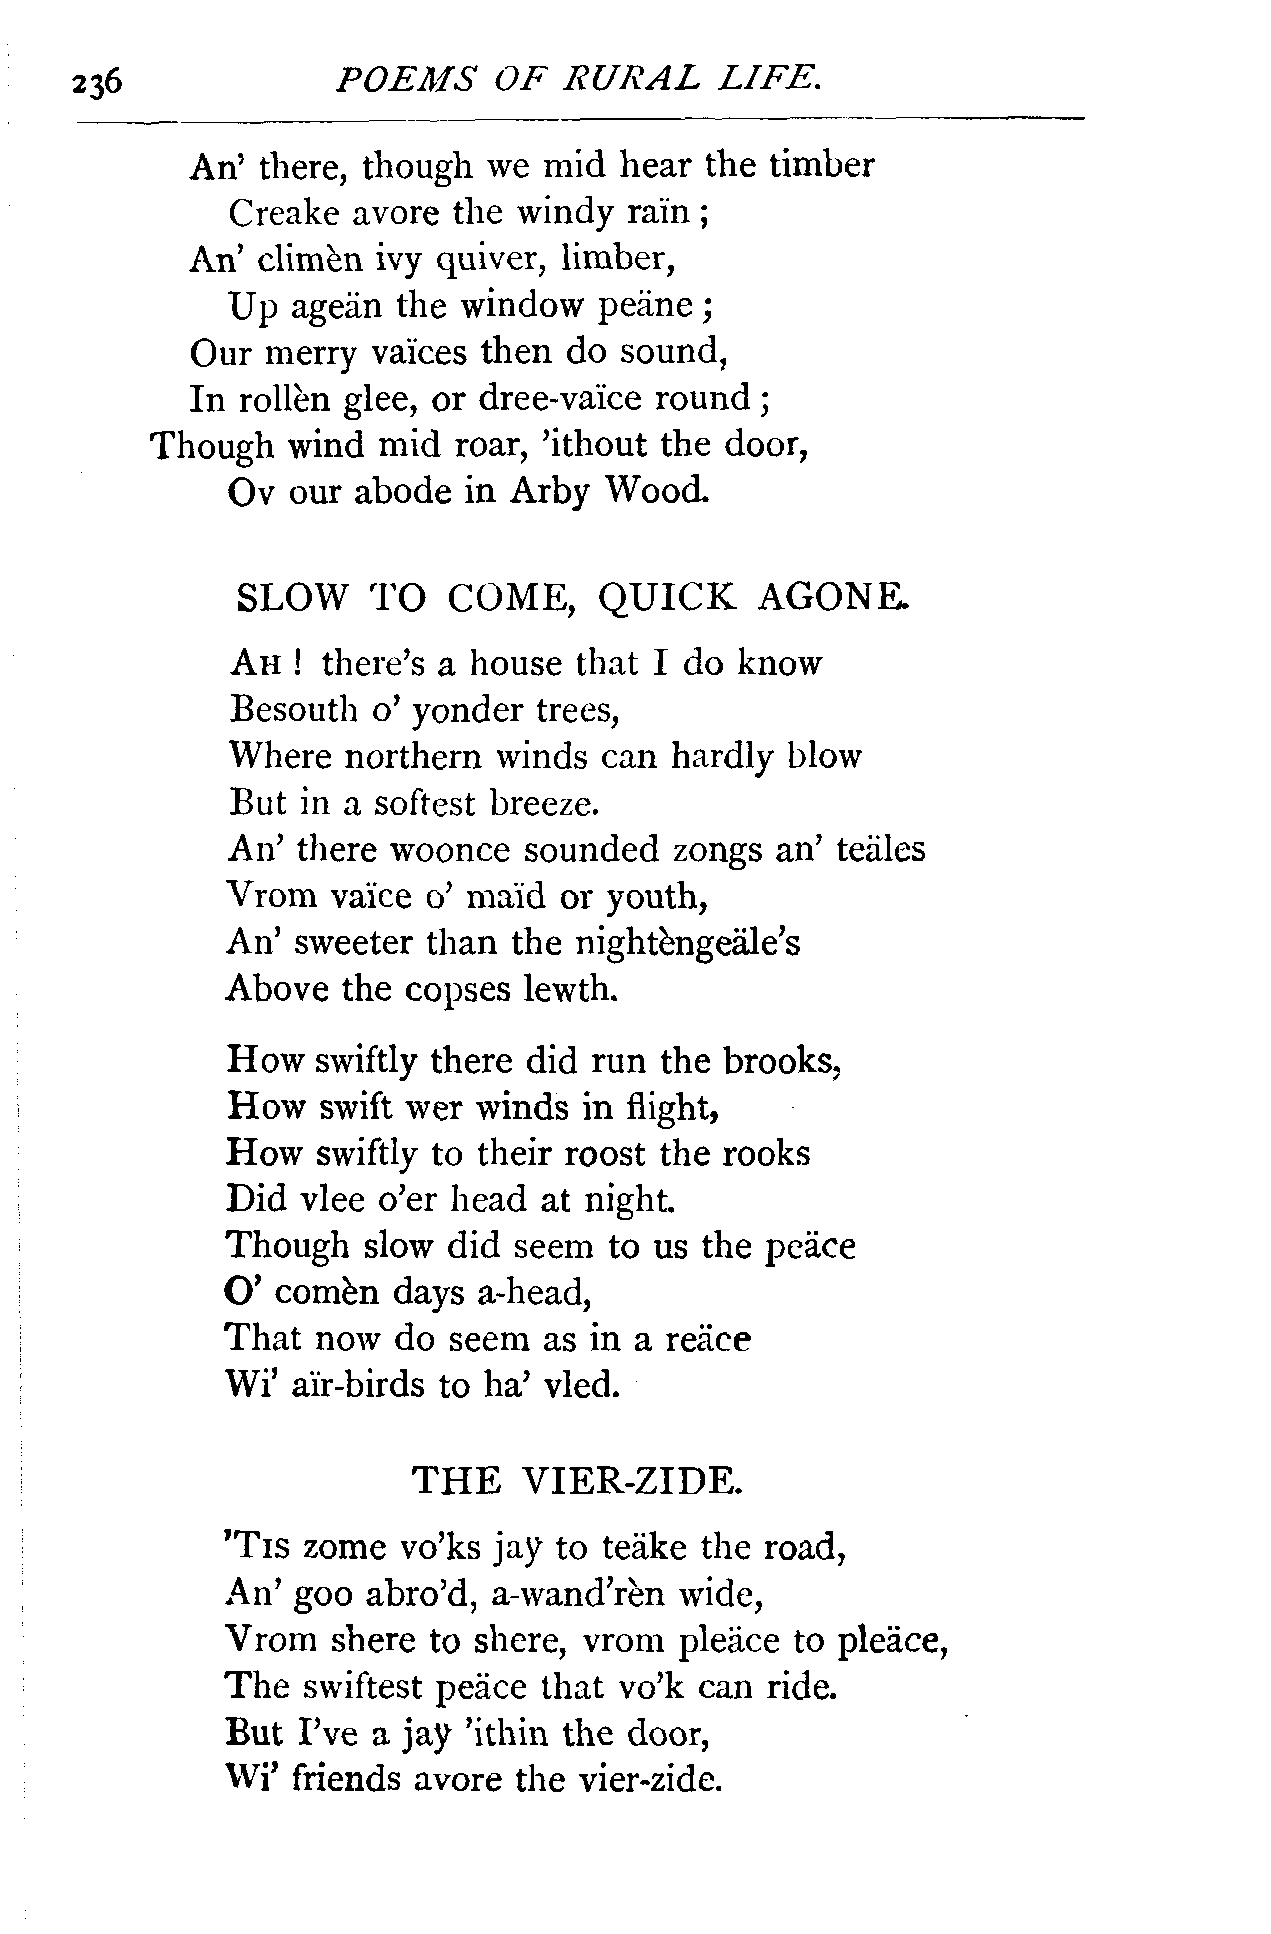 236 POEMS OF RURAL LIFE.
An' there, though we mid hear the timber
Creake avore the windy raïn ;
An' climèn ivy quiver, limber,
Up ageän the window peäne ;
Our merry vaïces then do sound,
In rollèn glee, or dree-vaïce round ;
Though wind mid roar, 'ithout the door,
Ov our abode in Arby Wood.
SLOW TO COME, QUICK AGONE.
AH ! there's a house that I do know
Besouth o' yonder trees,
Where northern winds can hardly blow
But in a softest breeze.
An' there woonce sounded zongs an' teäles
Vrom vaïce o' maïd or youth,
An' sweeter than the nightèngeäle's
Above the copses lewth.
How swiftly there did run the brooks,
How swift wer winds in flight,
How swiftly to their roost the rooks
Did vlee o'er head at night.
Though slow did seem to us the peäce
O' comèn days a-head,
That now do seem as in a reäce
Wi' aïr-birds to ha' vled.
THE VIER-ZIDE.
'TIS zome vo'ks jaÿ to teäke the road,
An' goo abro'd, a-wand'rèn wide,
Vrom shere to shere, vrom pleäce to pleäce,
The swiftest peäce that vo'k can ride.
But I've a jaÿ 'ithin the door,
Wi' friends avore the vier-zide.